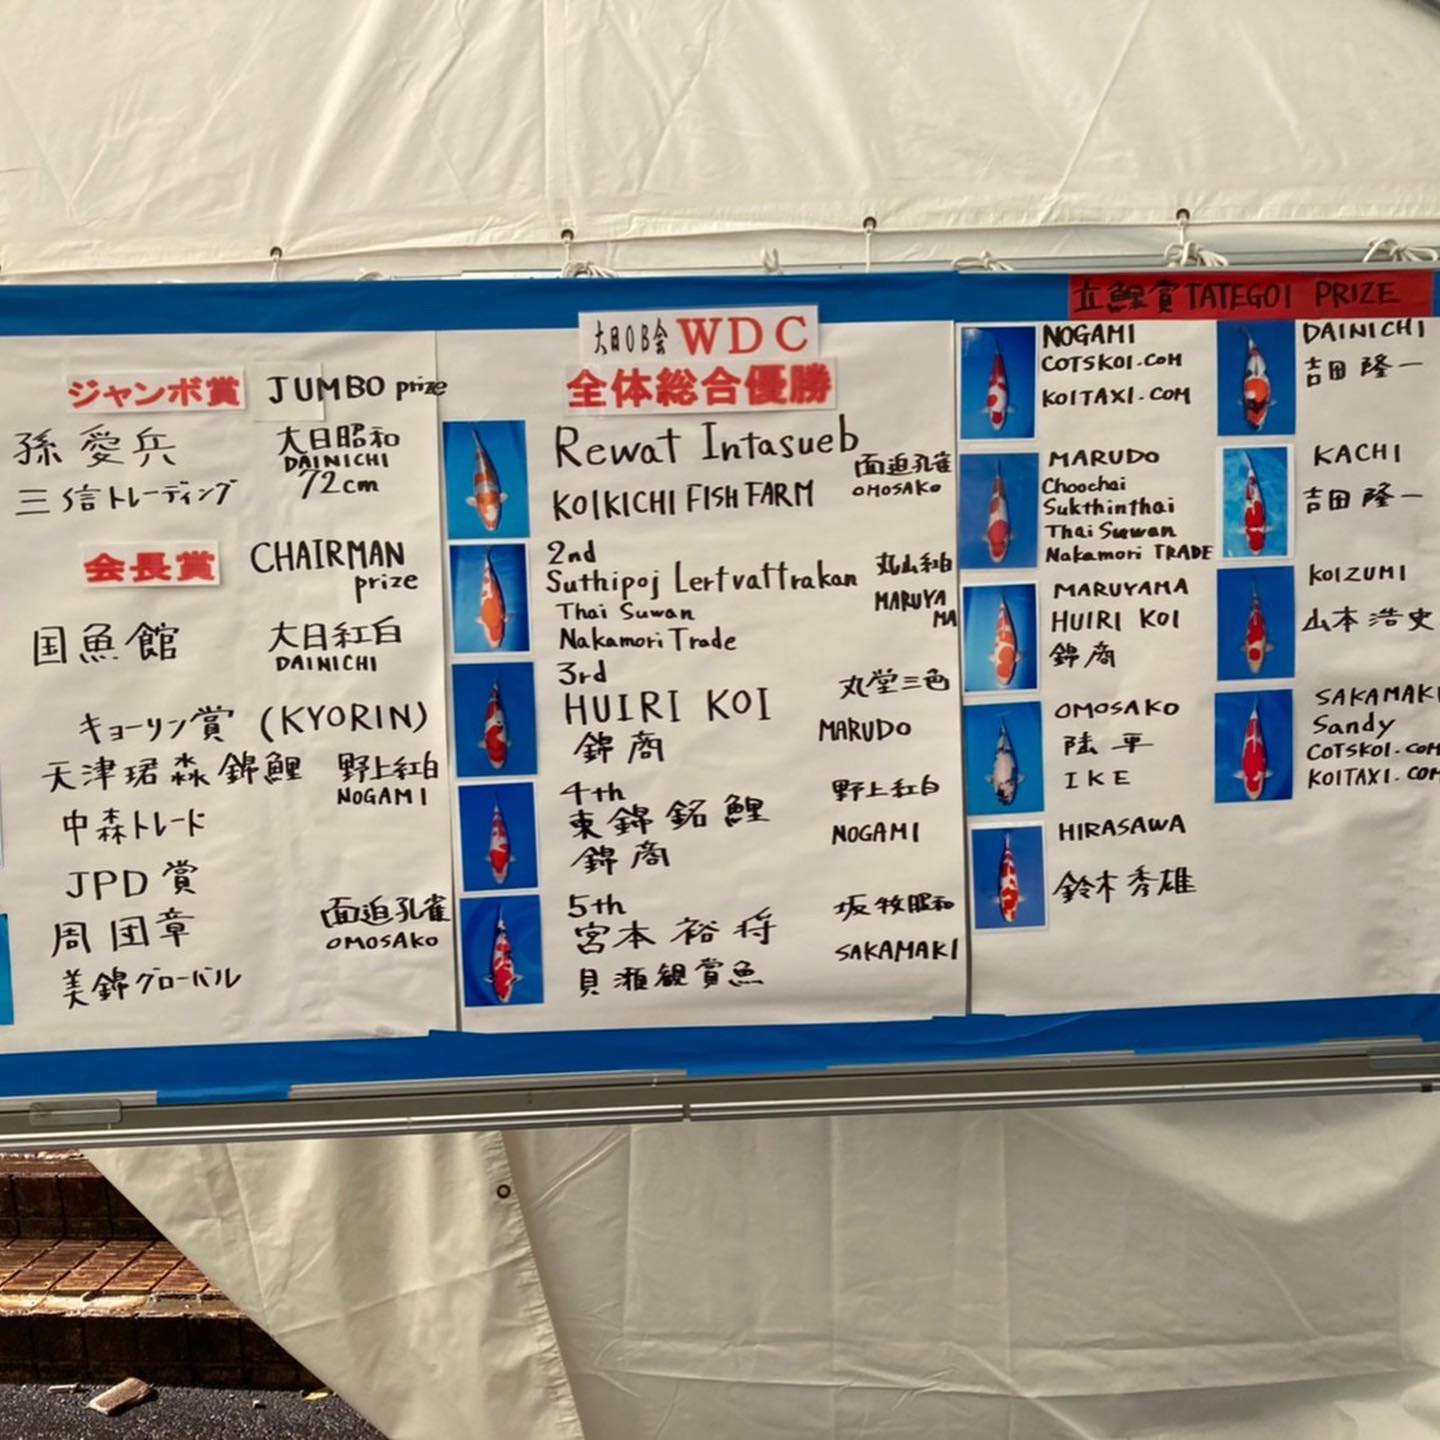 ジャンボ賞 JUMBO prize
孫 愛兵 大日昭和
DAINICHI
三信トレーディング 72cm
会長賞 CHAIRMAN
prize
国魚館 大日紅白
DAINICHI
キョーリン賞 (KYORIN)
天津珺森錦鯉 野上紅白
NOGAMI
中森トレード
JPD賞
周国章 面迫孔雀
OMOSAKO
美錦グローバル
大日OB会 WDC
全体総合優勝
Rewat Intasueb
面迫孔雀
KOIKICHI FISH FARM OMOSAKO
2nd
Suthipoj Lertvattrakan 丸山紅白
Thai Suwan MARUYA
MA
Nakamori Trade
3rd
HUIRI KOI 丸堂三色
錦商 MARUDO
4th
東錦銘鯉 野上紅白
錦商 NOGAMI
5th
宮本 裕将 坂牧昭和
貝瀬観賞魚 SAKAMAKI
立鯉賞 TATEGOI PRIZE
NOGAMI
COTSKOI.COM
KOITAXI.COM
MARUDO
Choochai
Sukthinthai
Thai Suwan
Nakamori TRADE
MARUYAMA
HUIRI KOI
錦商
OMOSAKO
陸平
IKE
HIRASAWA
鈴木秀雄
DAINICHI
吉田隆一
KACHI
吉田隆一
KOIZUMI
山本浩史
SAKAMAKI
Sandy
COTSKOI.COM
KOITAXI.COM